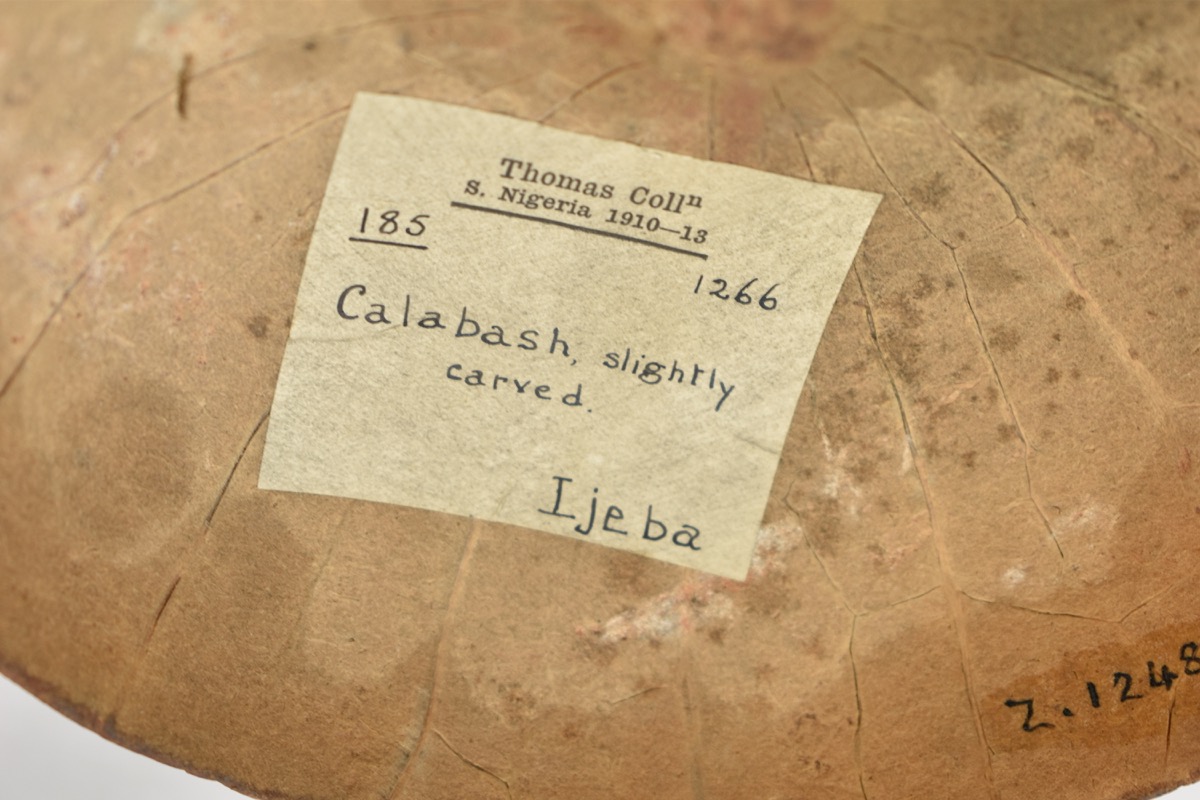 Thomas Collⁿ
S. Nigeria 1910—13
185
1266
Calabash, slightly
carved.
Ijeba
Z.1248